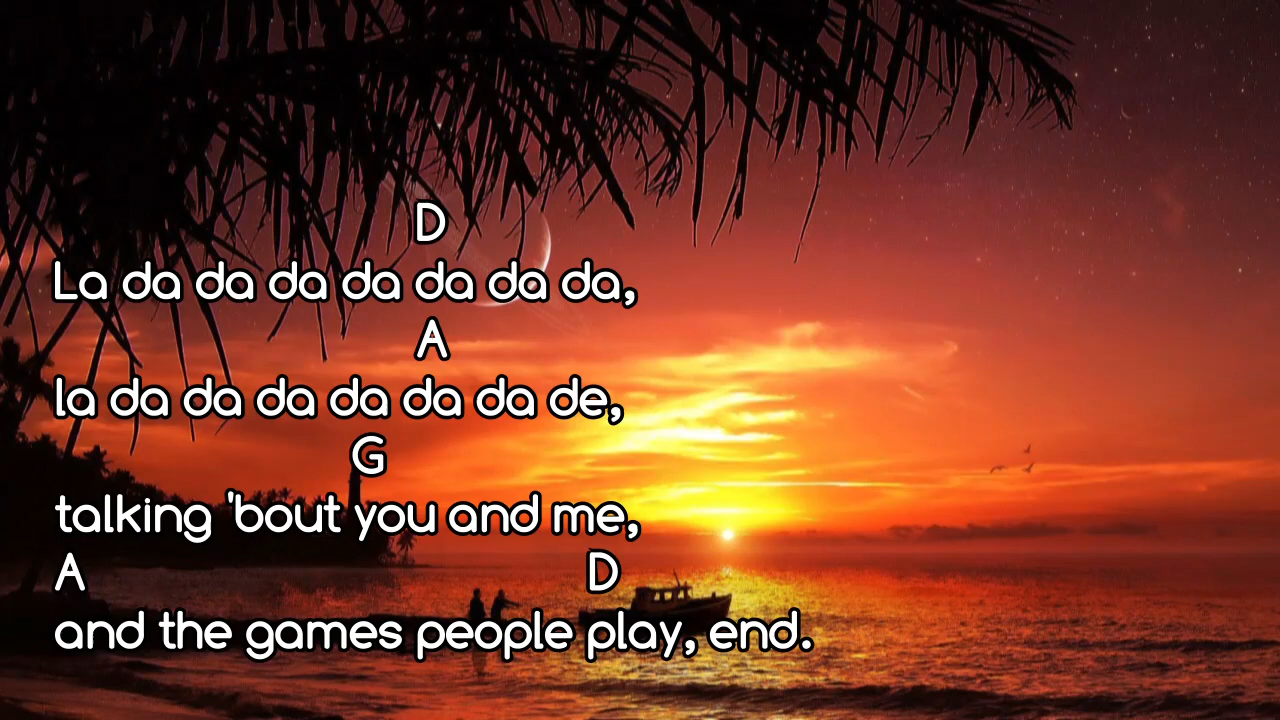 D
La da da da da da da da,
A
la da da da da da da de,
G
talking 'bout you and me,
A D
and the games people play, end.